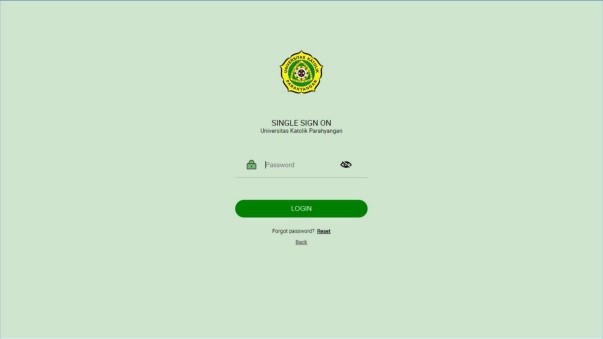 UNIVERSITAS KATOLIK
PARAHYANGAN
SINGLE SIGN ON
Universitas Katolik Parahyangan
Password
LOGIN
Forgot password? Reset
Back